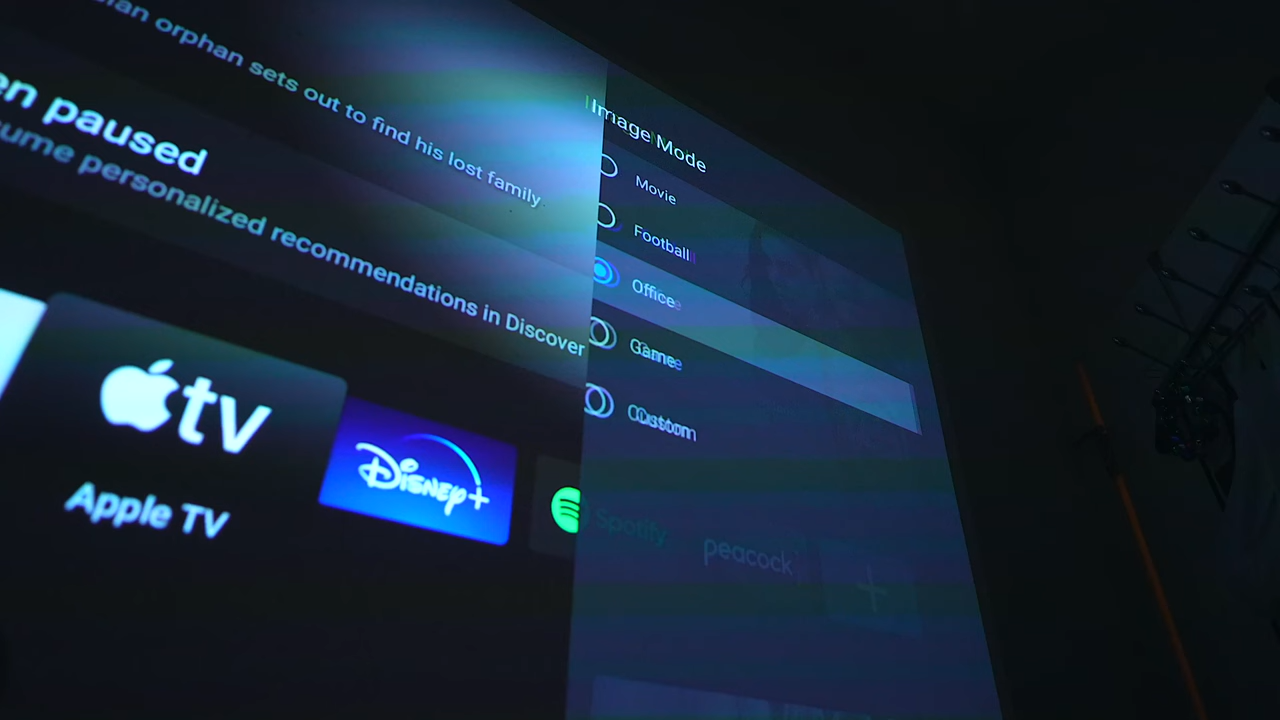 orphan sets out to find his lost family.
paused
personalized recommendations in Discover
tv
Apple TV
Disney+
Image Mode
Movie
Football
Office
Game
Custom
Spotify
peacock